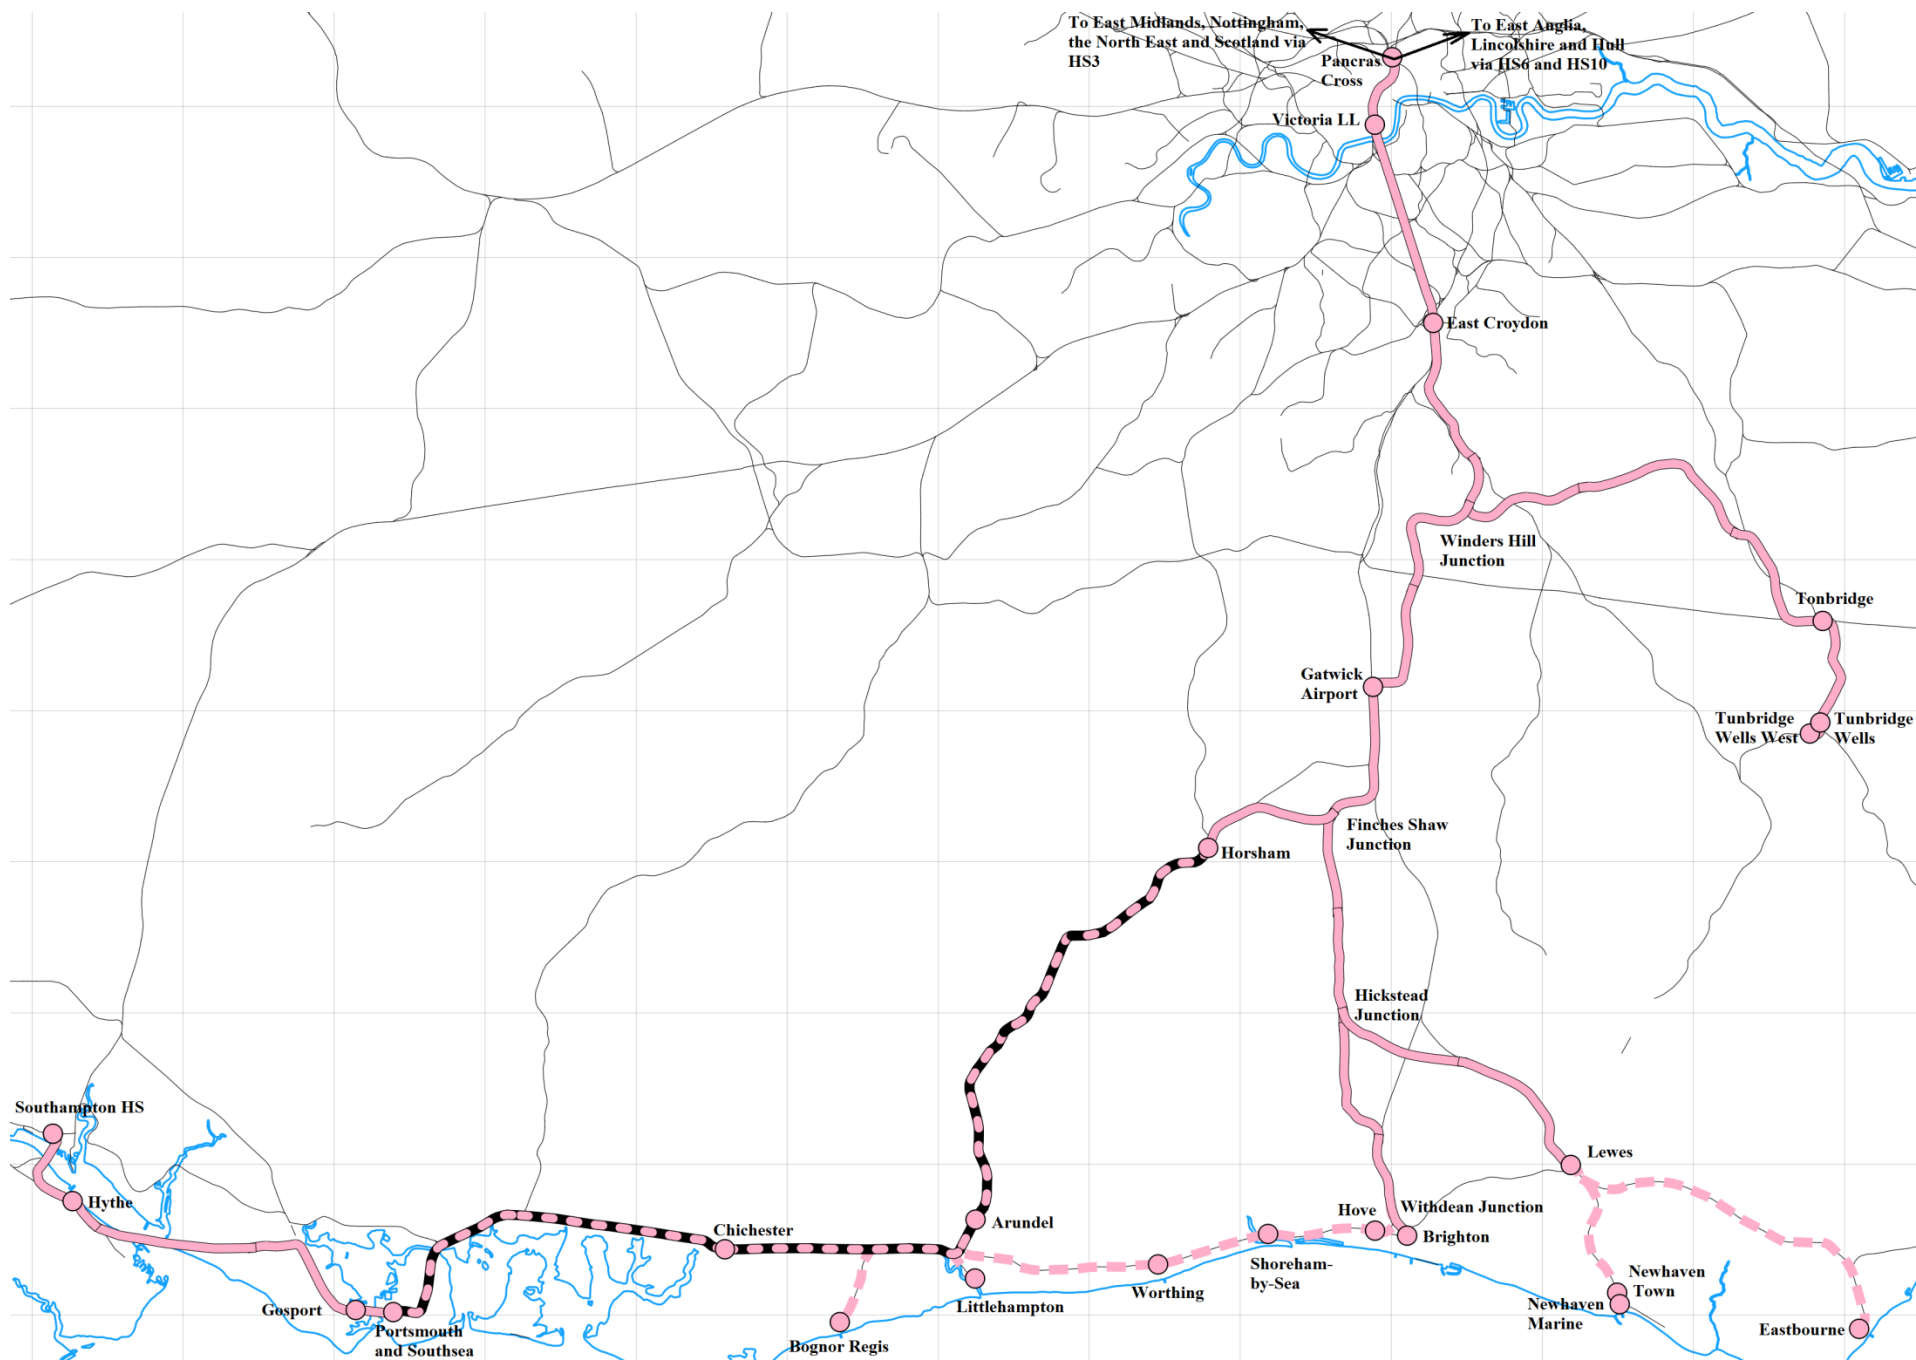 To East Midlands, Nottingham,
the North East and Scotland via
HS3
To East Anglia,
Lincolshire and Hull
via HS6 and HS10
Pancras
Cross
Victoria LL
East Croydon
Winders Hill
Junction
Tonbridge
Gatwick
Airport
Tunbridge
Wells West
Tunbridge
Wells
Finches Shaw
Junction
Horsham
Hickstead
Junction
Southampton HS
Lewes
Hythe
Chichester
Arundel
Hove
Withdean Junction
Brighton
Shoreham-
by-Sea
Worthing
Newhaven
Town
Newhaven
Marine
Eastbourne
Gosport
Portsmouth
and Southsea
Littlehampton
Bognor Regis